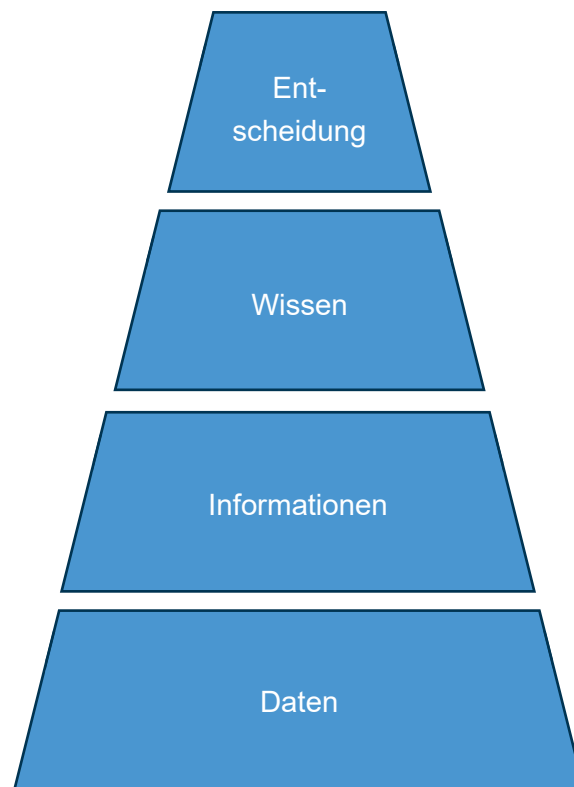 Ent-
scheidung
Wissen
Informationen
Daten